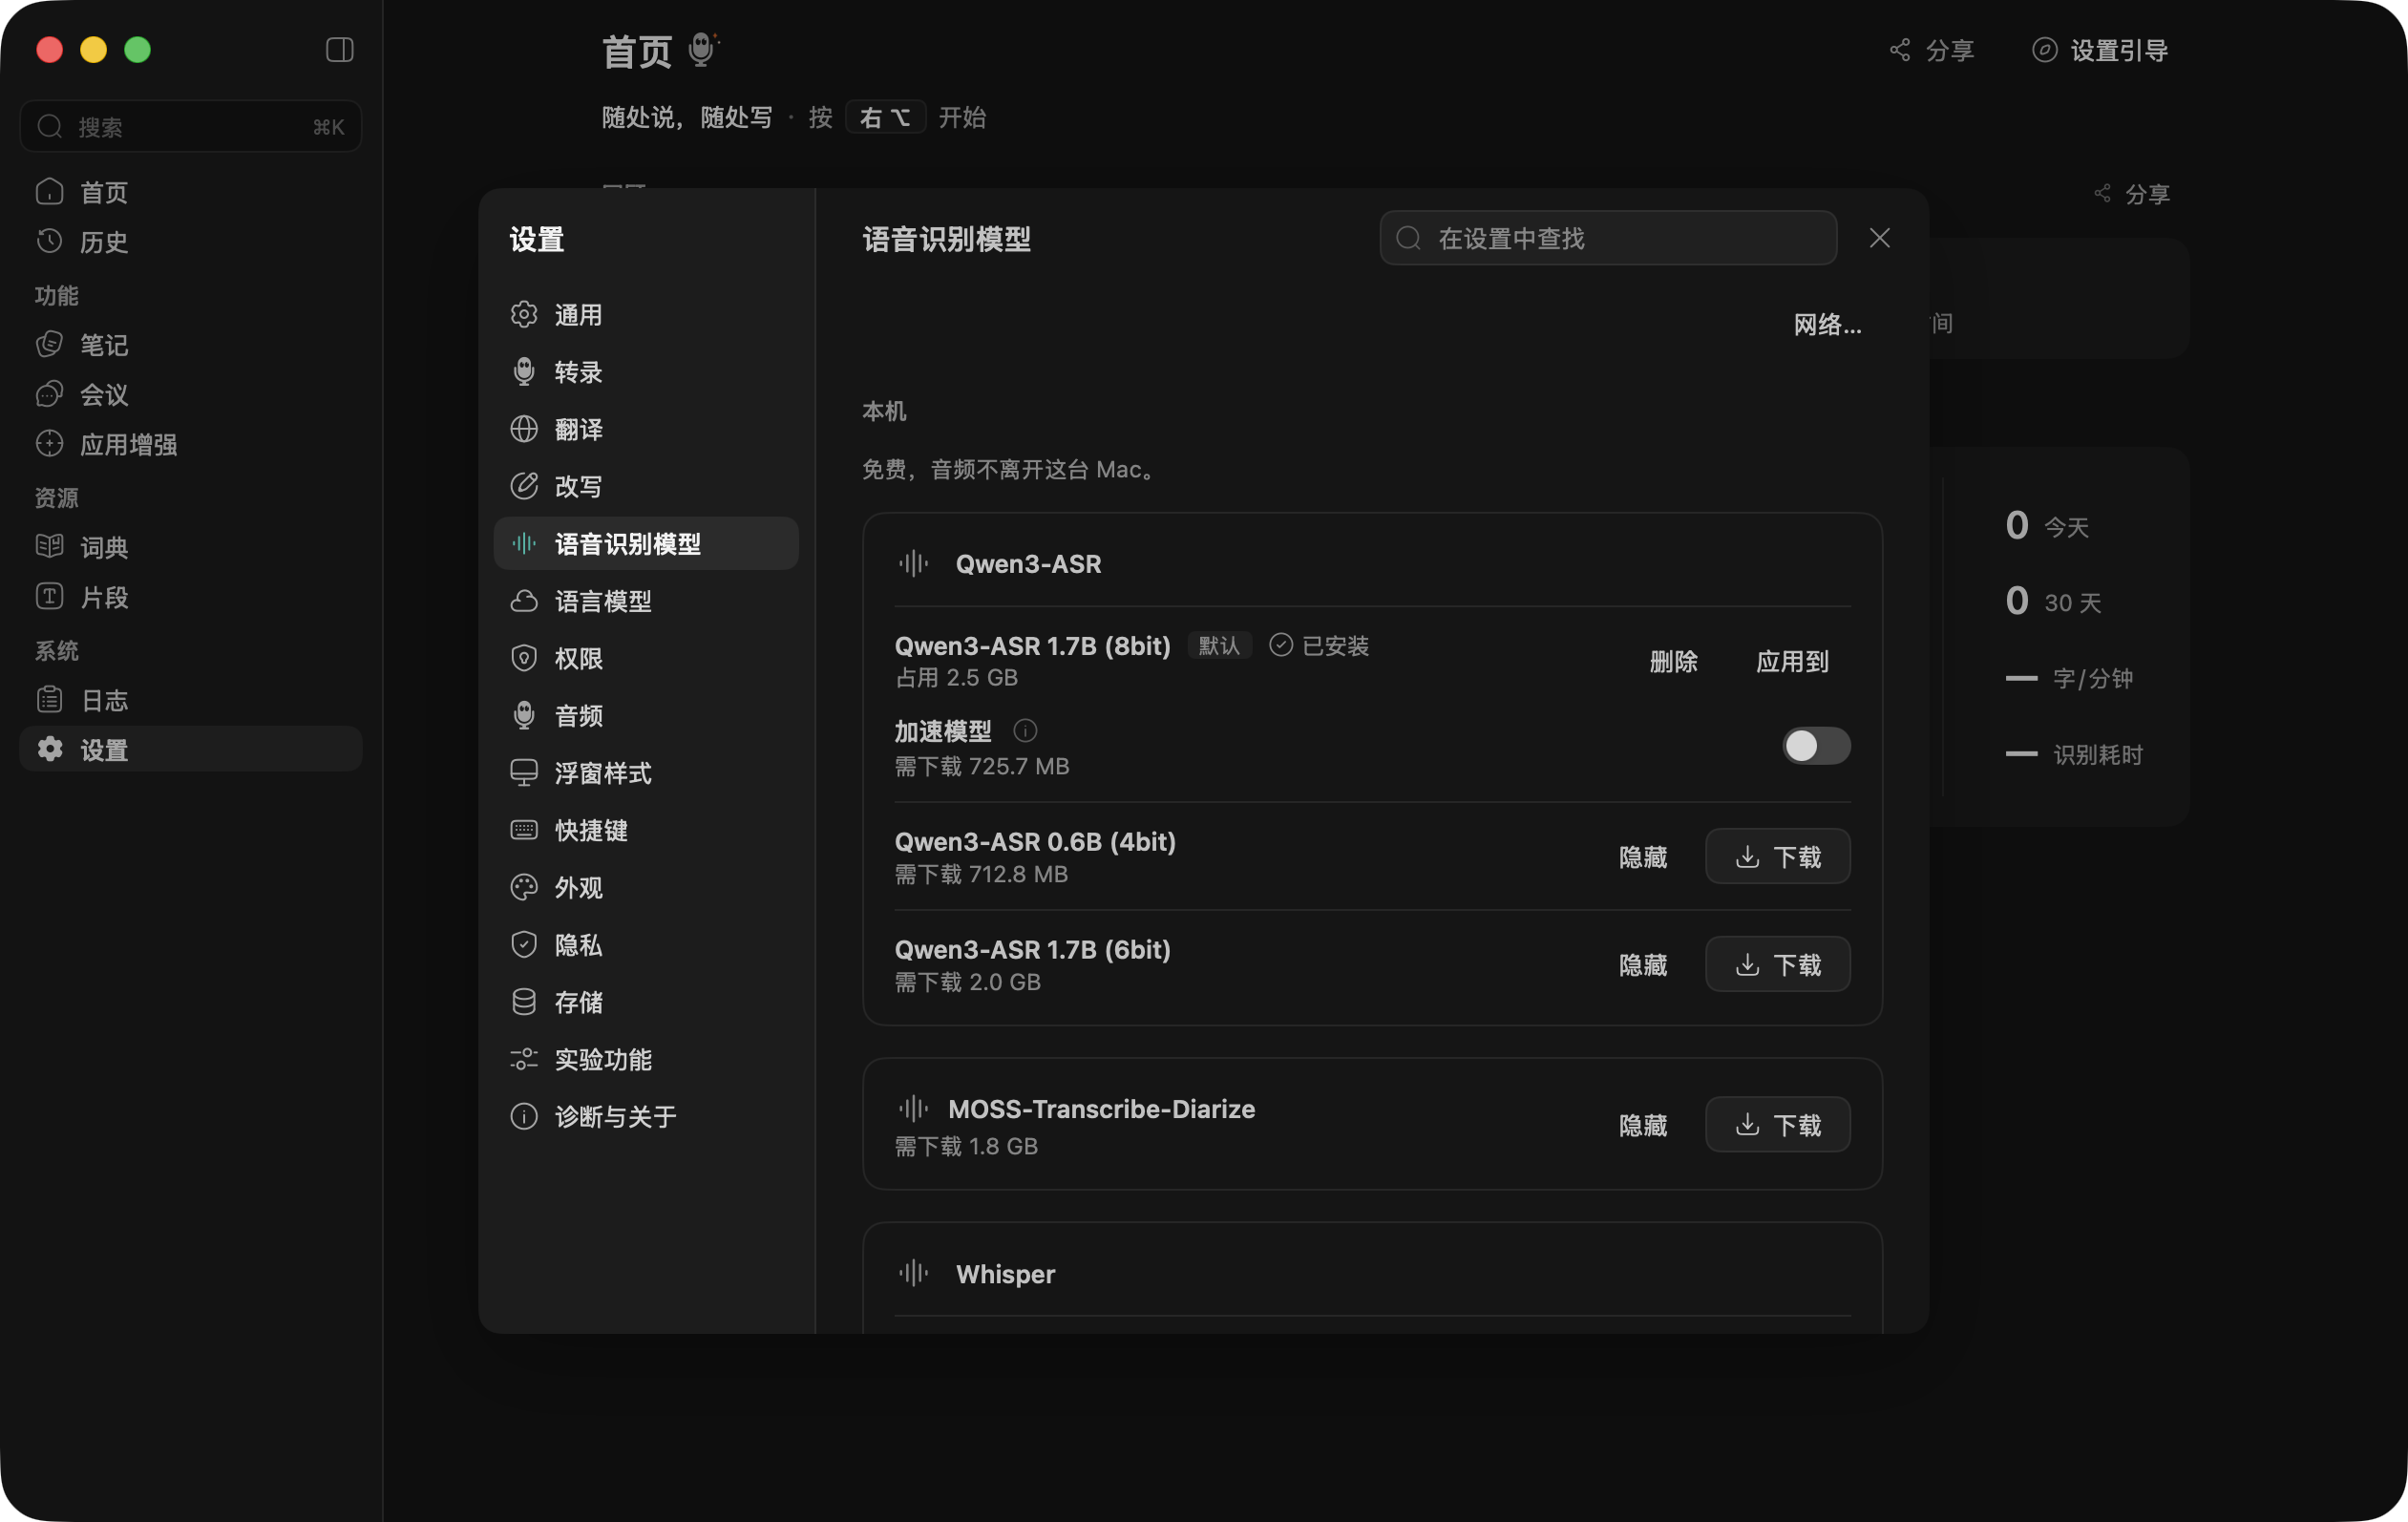 搜索 ⌘K
首页
历史
功能
笔记
会议
应用增强
资源
词典
片段
系统
日志
设置
首页
分享
设置引导
随处说，随处写 · 按 右 ⌥ 开始
分享
间
0 今天
0 30 天
— 字/分钟
— 识别耗时
设置
通用
转录
翻译
改写
语音识别模型
语言模型
权限
音频
浮窗样式
快捷键
外观
隐私
存储
实验功能
诊断与关于
语音识别模型
在设置中查找
网络...
本机
免费，音频不离开这台 Mac。
Qwen3-ASR
Qwen3-ASR 1.7B (8bit) 默认 已安装
占用 2.5 GB
删除 应用到
加速模型
需下载 725.7 MB
Qwen3-ASR 0.6B (4bit)
需下载 712.8 MB
隐藏 下载
Qwen3-ASR 1.7B (6bit)
需下载 2.0 GB
隐藏 下载
MOSS-Transcribe-Diarize
需下载 1.8 GB
隐藏 下载
Whisper